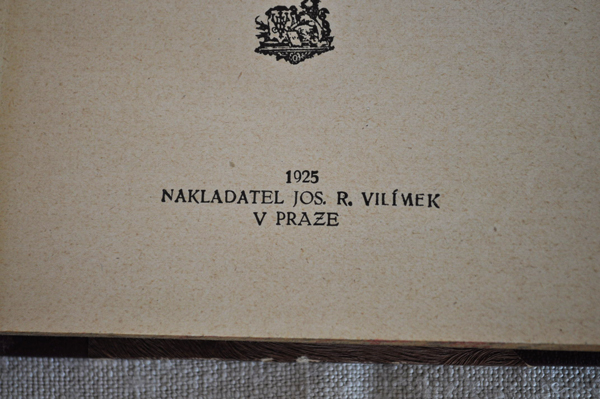 1925
NAKLADATEL JOS. R. VILÍMEK
V PRAZE